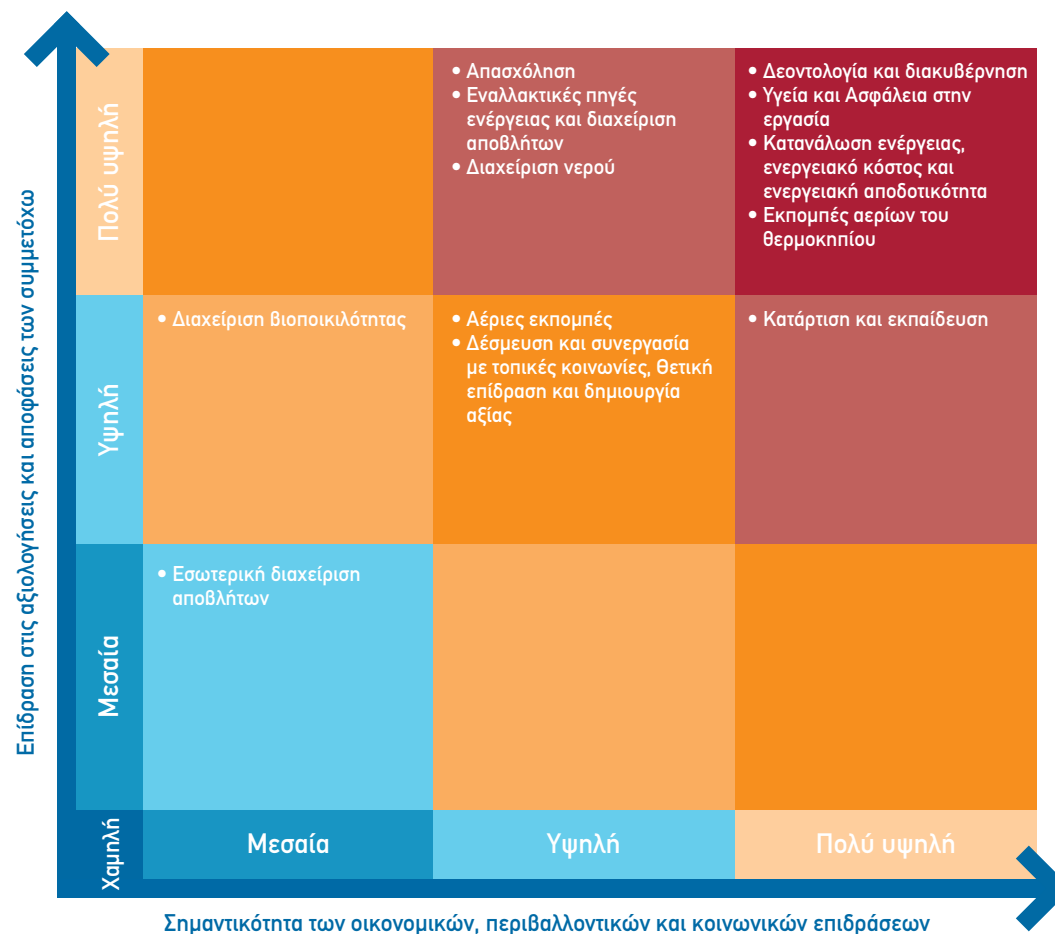 Επίδραση στις αξιολογήσεις και αποφάσεις των συμμετόχω
Πολύ υψηλή
• Απασχόληση
• Εναλλακτικές πηγές
ενέργειας και διαχείριση
αποβλήτων
• Διαχείριση νερού
• Δεοντολογία και διακυβέρνηση
• Υγεία και Ασφάλεια στην
εργασία
• Κατανάλωση ενέργειας,
ενεργειακό κόστος και
ενεργειακή αποδοτικότητα
• Εκπομπές αερίων του
θερμοκηπίου
Υψηλή
• Διαχείριση βιοποικιλότητας
• Αέριες εκπομπές
• Δέσμευση και συνεργασία
με τοπικές κοινωνίες, θετική
επίδραση και δημιουργία
αξίας
• Κατάρτιση και εκπαίδευση
Μεσαία
• Εσωτερική διαχείριση
αποβλήτων
Χαμηλή
Μεσαία
Υψηλή
Πολύ υψηλή
Σημαντικότητα των οικονομικών, περιβαλλοντικών και κοινωνικών επιδράσεων